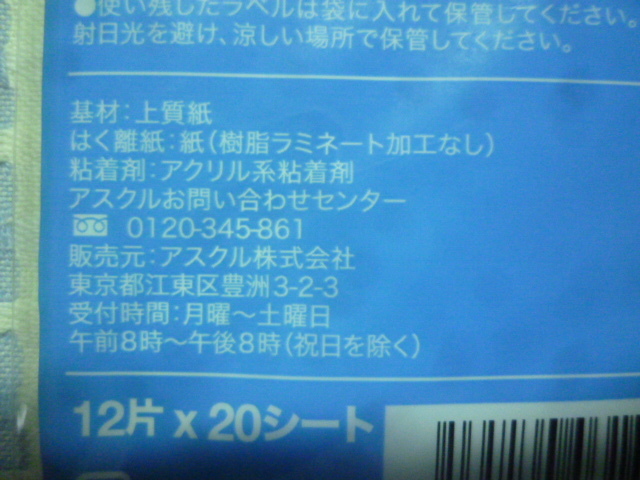 ●使い残したラベルは袋に入れて保管してください。
射日光を避け、涼しい場所で保管してください。
基材：上質紙
はく離紙：紙（樹脂ラミネート加工なし）
粘着剤：アクリル系粘着剤
アスクルお問い合わせセンター
0120-345-861
販売元：アスクル株式会社
東京都江東区豊洲3-2-3
受付時間：月曜～土曜日
午前8時～午後8時（祝日を除く）
12片 x 20シート